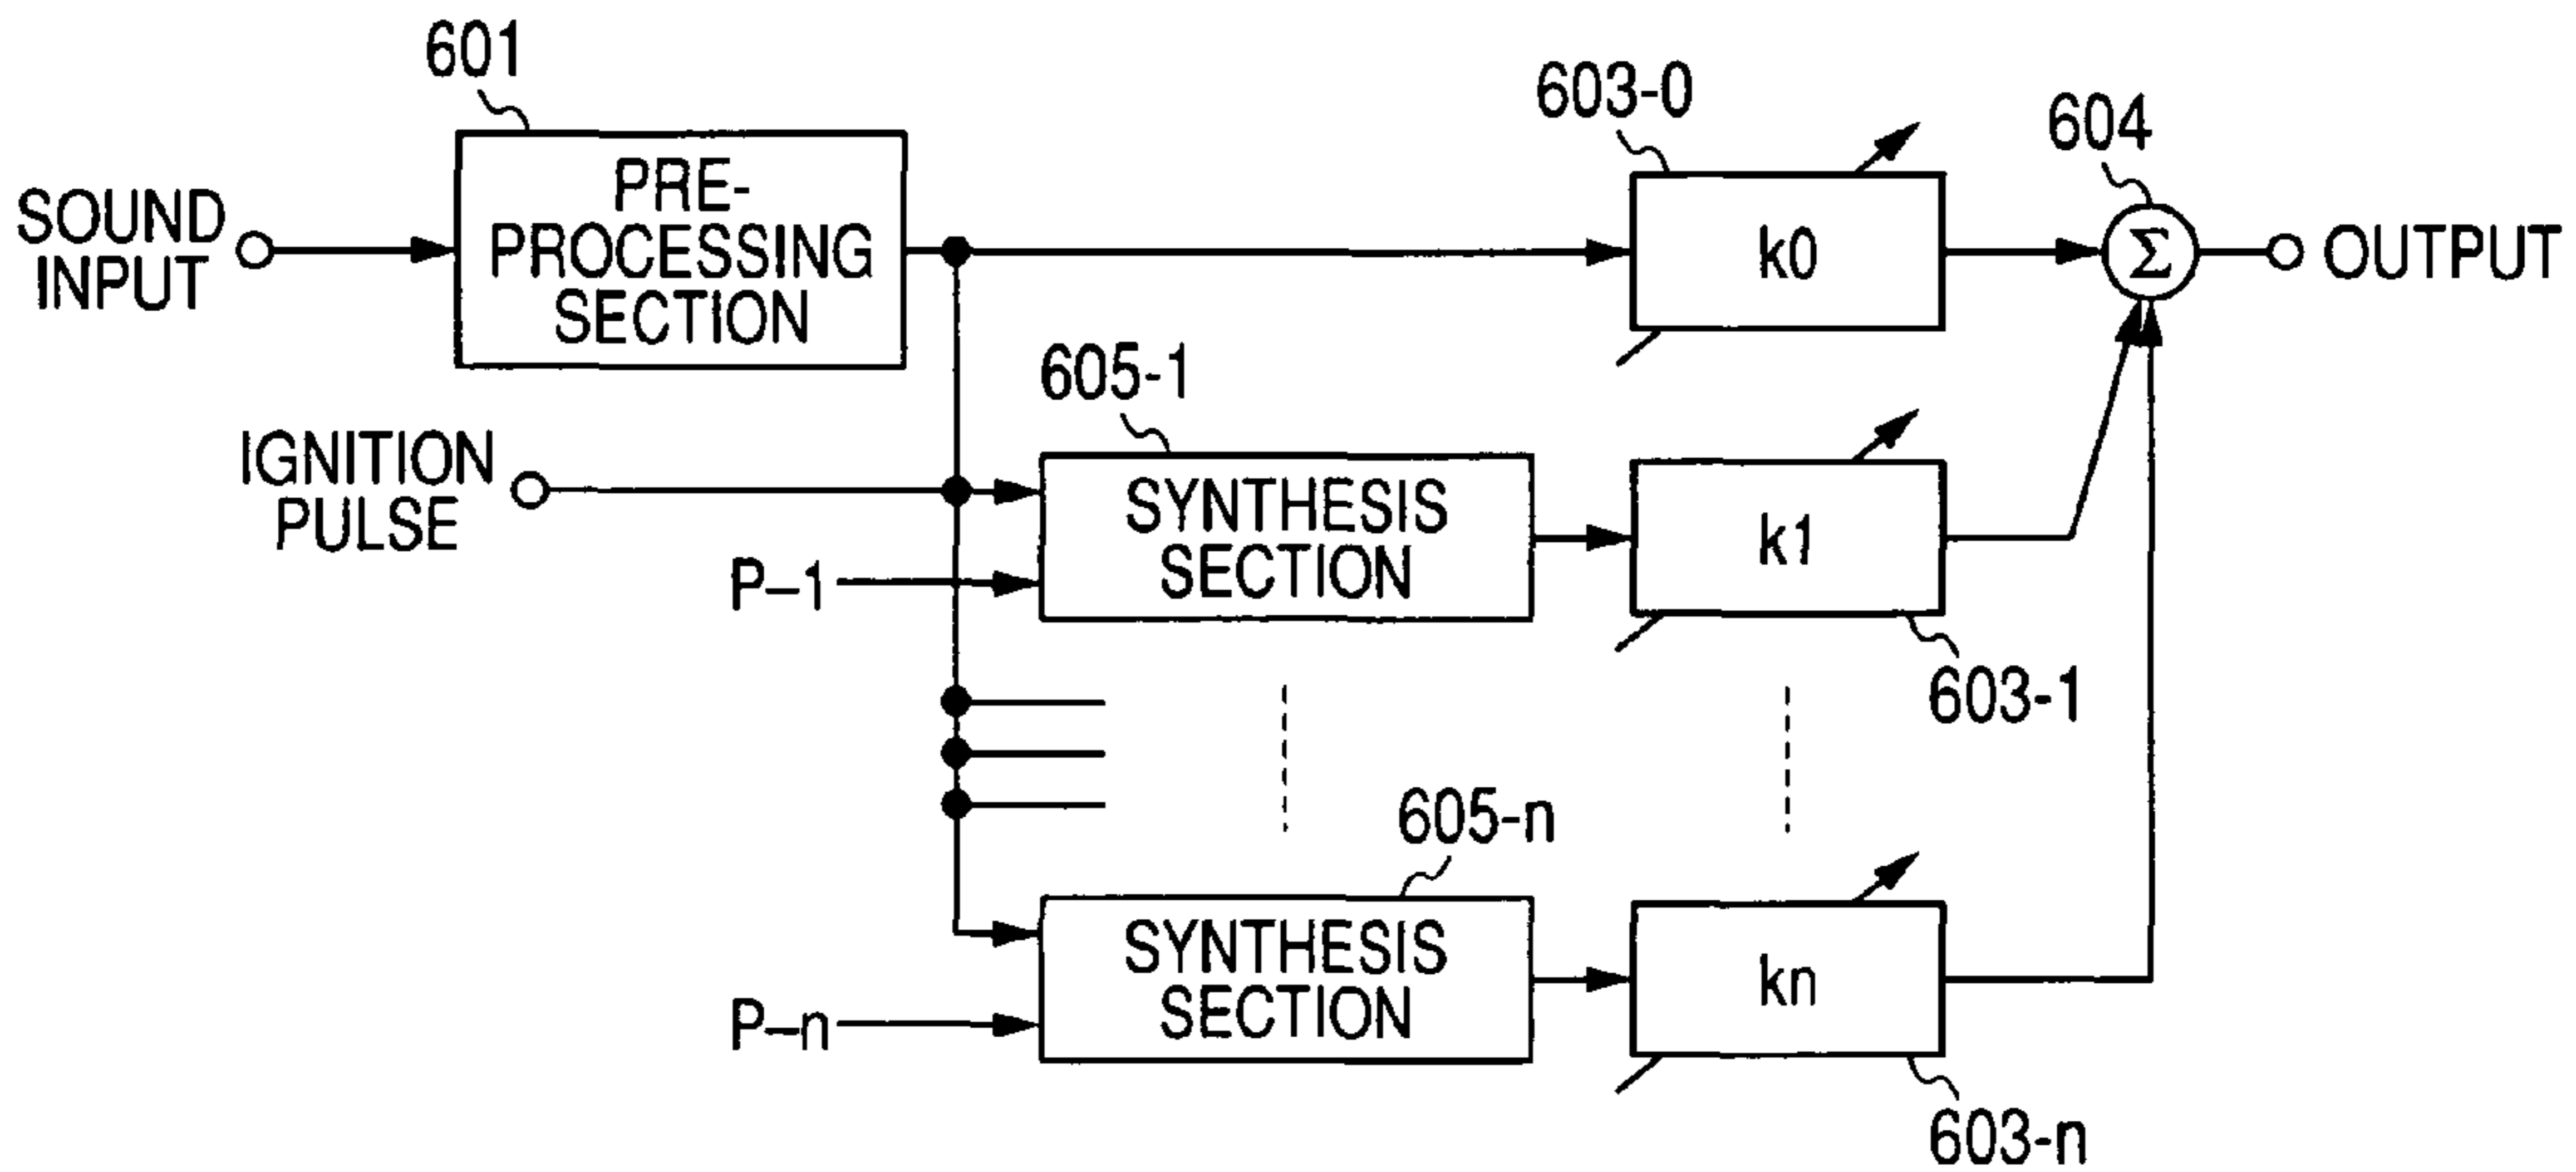 601
603-0
604
SOUND
INPUT
PRE-
PROCESSING
SECTION
k0
Σ
OUTPUT
605-1
IGNITION
PULSE
SYNTHESIS
SECTION
k1
P–1
603-1
605-n
SYNTHESIS
SECTION
kn
P–n
603-n